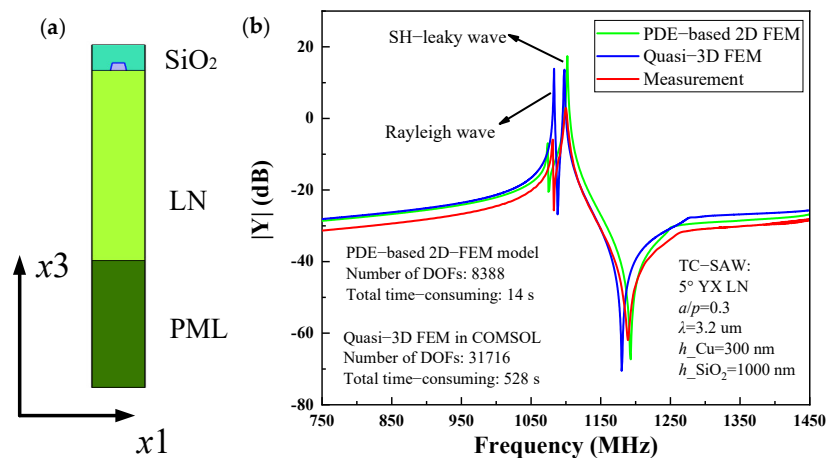 (a)
SiO2
LN
PML
x3
x1
(b)
|Y| (dB)
20
0
-20
-40
-60
-80
750
850
950
1050
1150
1250
1350
1450
Frequency (MHz)
SH−leaky wave
Rayleigh wave
PDE−based 2D FEM
Quasi−3D FEM
Measurement
PDE-based 2D−FEM model
Number of DOFs: 8388
Total time−consuming: 14 s
Quasi−3D FEM in COMSOL
Number of DOFs: 31716
Total time−consuming: 528 s
TC−SAW:
5° YX LN
a/p=0.3
λ=3.2 um
h_Cu=300 nm
h_SiO2=1000 nm